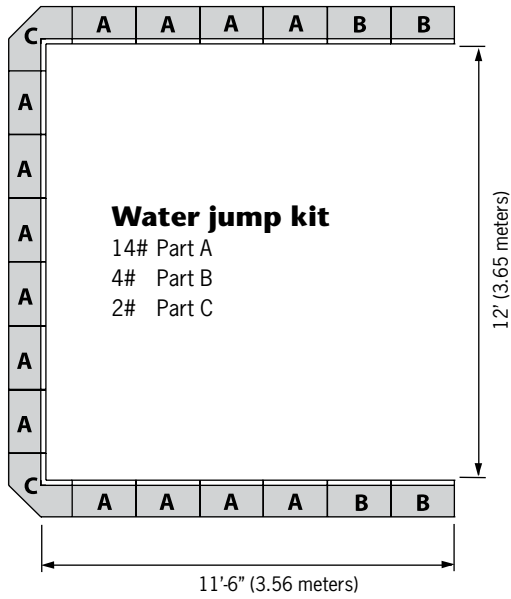 C A A A A B B
A
A
A
A
A
A
C A A A A B B
Water jump kit
14# Part A
4# Part B
2# Part C
12' (3.65 meters)
11'-6” (3.56 meters)